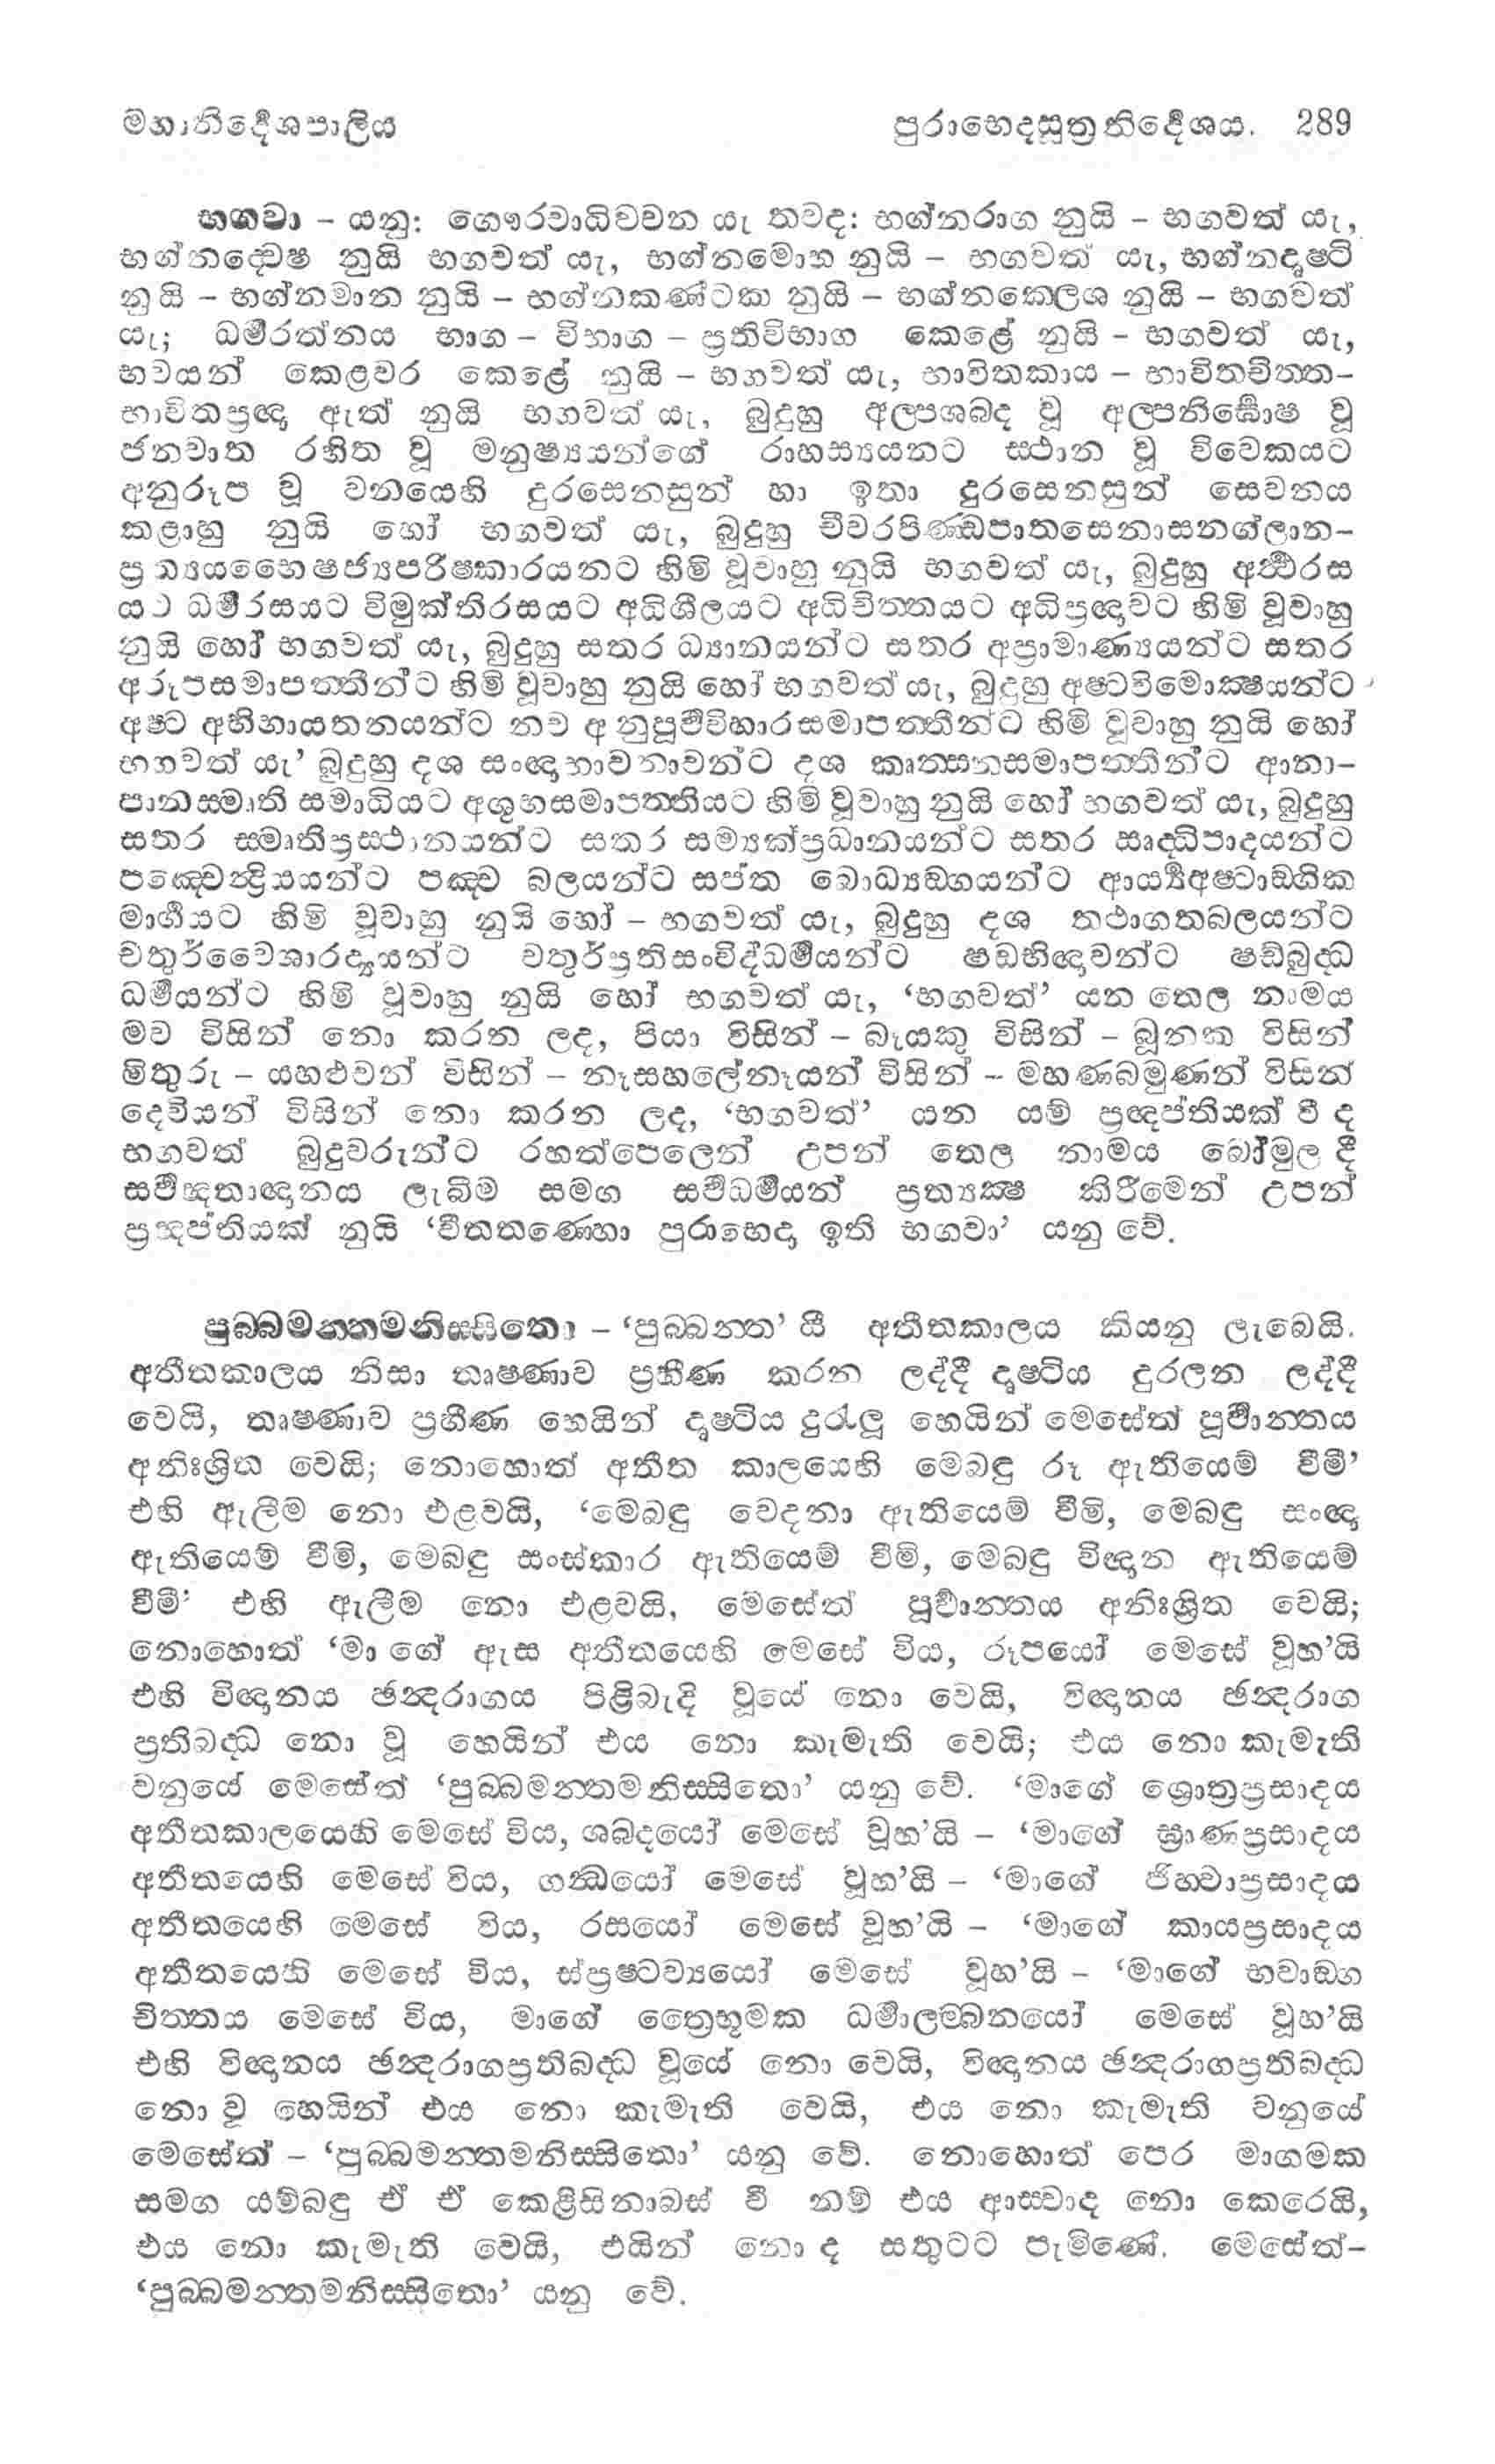 මහානිර්දේශපාලිය පුරාභෙදසූත්‍රනිර්දේශය. 289
භගවා – යනු: ගෞරවාධිවචන යැ තවද: භග්නරාග නුයි – භගවත් යැ,
භග්නද්වෙෂ නුයි භගවත් යැ, භග්නමොහ නුයි – භගවත් යැ, භග්නදෘෂ්ටි
නුයි – භග්නමාන නුයි – භග්නකණ්ටක නුයි – භග්නක්ලෙශ නුයි – භගවත්
යැ; ධර්මරත්නය භාග – විභාග – ප්‍රතිවිභාග කෙළේ නුයි – භගවත් යැ,
භවයන් කෙළවර කෙළේ නුයි – භගවත් යැ, භාවිතකාය – භාවිතචිත්ත–
භාවිතප්‍රඥ ඇත් නුයි භගවත් යැ, බුදුහු අල්පශබ්ද වූ අල්පනිර්ඝොෂ වූ
ජනවාත රහිත වූ මනුෂ්‍යයන්ගේ රාහස්‍යයනට ස්ථාන වූ විවෙකයට
අනුරූප වූ වනයෙහි දුරසෙනසුන් හා ඉතා දුරසෙනසුන් සෙවනය
කළාහු නුයි හෝ භගවත් යැ, බුදුහු චීවරපිණ්ඩපාතසෙනාසනග්ලාන–
ප්‍රත්‍යයභෛෂජ්‍යපරිෂ්කාරයනට හිමි වූවාහු නුයි භගවත් යැ, බුදුහු අර්ථරස
යට ධර්මරසයට විමුක්තිරසයට අධිශීලයට අධිචිත්තයට අධිප්‍රඥාවට හිමි වූවාහු
නුයි හෝ භගවත් යැ, බුදුහු සතර ධ්‍යානයන්ට සතර අප්‍රාමාණ්‍යයන්ට සතර
අරූපසමාපත්තීන්ට හිමි වූවාහු නුයි හෝ භගවත් යැ, බුදුහු අෂ්ටවිමොක්‍ෂයන්ට
අෂ්ට අභිභායතනයන්ට නව අනුපූර්වවිහාරසමාපත්තීන්ට හිමි වූවාහු නුයි හෝ
භගවත් යැ’ බුදුහු දශ සංඥාභාවනාවන්ට දශ කෘත්ස්නසමාපත්තින්ට ආනා–
පානස්මෘති සමාධියට අශුභසමාපත්තියට හිමි වූවාහු නුයි හෝ භගවත් යැ, බුදුහු
සතර ස්මෘතිප්‍රස්ථානයන්ට සතර සම්‍යක්ප්‍රධානයන්ට සතර ඍද්ධිපාදයන්ට
පඤ්චෙන්ද්‍රියයන්ට පඤ්ච බලයන්ට සප්ත බොධ්‍යඞ්ගයන්ට ආර්ය්‍යඅෂ්ටාඞ්ගික
මාර්ගයට හිමි වූවාහු නුයි හෝ – භගවත් යැ, බුදුහු දශ තථාගතබලයන්ට
චතුර්වෛශාරද්‍යයන්ට චතුර්ප්‍රතිසංවිද්ධර්මයන්ට ෂඩභිඥාවන්ට ෂඩ්බුද්ධ
ධර්මයන්ට හිමි වූවාහු නුයි හෝ භගවත් යැ, ‘භගවත්’ යන තෙල නාමය
මව විසින් නො කරන ලද, පියා විසින් – බෑයකු විසින් – බූනක විසින්
මිතුරු – යහළුවන් විසින් – නෑසහලේනෑයන් විසින් – මහණබමුණන් විසින්
දෙවියන් විසින් නො කරන ලද, ‘භගවත්’ යන යම් ප්‍රඥප්තියක් වී ද
භගවත් බුදුවරුන්ට රහත්පෙලෙන් උපන් තෙල නාමය බෝමුල දී
සර්වඥතාඥානය ලැබීම සමග සර්වධර්මයන් ප්‍රත්‍යක්‍ෂ කිරීමෙන් උපන්
ප්‍රඥප්තියක් නුයි ‘වීතතණ්හො පුරාභෙදා ඉති භගවා’ යනු වේ.
පුබ්බමන්තමනිස්සිතො – ‘පුබ්බන්ත’ යී අතීතකාලය කියනු ලැබෙයි.
අතීතකාලය නිසා තෘෂ්ණාව ප්‍රහීණ කරන ලද්දී දෘෂ්ටිය දුරලන ලද්දී
වෙයි, තෘෂ්ණාව ප්‍රහීණ හෙයින් දෘෂ්ටිය දුරැලූ හෙයින් මෙසේත් පූර්වාන්තය
අනිඃශ්‍රිත වෙයි; නොහොත් අතීත කාලයෙහි මෙබඳු රූ ඇතියෙම් වීමී’
එහි ඇලීම නො එළවයි, ‘මෙබඳු වෙදනා ඇතියෙම් වීමි, මෙබඳු සංඥා
ඇතියෙම් වීමි, මෙබඳු සංස්කාර ඇතියෙම් වීමි, මෙබඳු විඥාන ඇතියෙම්
වීමී’ එහි ඇලීම නො එළවයි, මෙසේත් පූර්වාන්තය අනිඃශ්‍රිත වෙයි;
නොහොත් ‘මා ගේ ඇස අතීතයෙහි මෙසේ විය, රූපයෝ මෙසේ වූහ’යි
එහි විඥානය ඡන්දරාගය පිළිබැදි වූයේ නො වෙයි, විඥානය ඡන්දරාග
ප්‍රතිබද්ධ නො වූ හෙයින් එය නො කැමැති වෙයි; එය නො කැමැති
වනුයේ මෙසේත් ‘පුබ්බමන්තමනිස්සිතො’ යනු වේ. ‘මාගේ ශ්‍රොත්‍රප්‍රසාදය
අතීතකාලයෙහි මෙසේ විය, ශබ්දයෝ මෙසේ වූහ’යි – ‘මාගේ ඝ්‍රාණප්‍රසාදය
අතීතයෙහි මෙසේ විය, ගන්ධයෝ මෙසේ වූහ’යි – ‘මාගේ ජිහ්වාප්‍රසාදය
අතීතයෙහි මෙසේ විය, රසයෝ මෙසේ වූහ’යි – ‘මාගේ කායප්‍රසාදය
අතීතයෙහි මෙසේ විය, ස්ප්‍රෂ්ටව්‍යයෝ මෙසේ වූහ’යි – ‘මාගේ භවාඞ්ග
චිත්තය මෙසේ විය, මාගේ ත්‍රෛභූමක ධර්මාලම්බනයෝ මෙසේ වූහ’යි
එහි විඥානය ඡන්දරාගප්‍රතිබද්ධ වූයේ නො වෙයි, විඥානය ඡන්දරාගප්‍රතිබද්ධ
නො වූ හෙයින් එය නො කැමැති වෙයි, එය නො කැමැති වනුයේ
මෙසේත් – ‘පුබ්බමන්තමනිස්සිතො’ යනු වේ. නොහොත් පෙර මාගමක
සමග යම්බඳු ඒ ඒ කෙළිසිනාබස් වී නම් එය ආස්වාද නො කෙරෙයි,
එය නො කැමැති වෙයි, එයින් නො ද සතුටට පැමිණේ. මෙසේත්–
‘පුබ්බමන්තමනිස්සිතො’ යනු වේ.